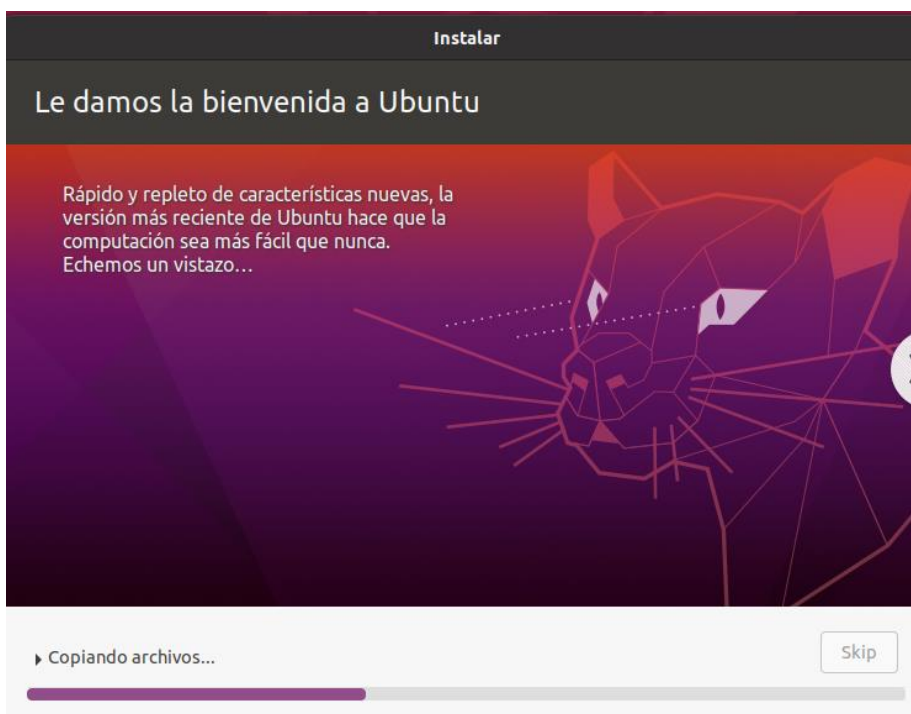 Instalar
Le damos la bienvenida a Ubuntu
Rápido y repleto de características nuevas, la
versión más reciente de Ubuntu hace que la
computación sea más fácil que nunca.
Echemos un vistazo…
Copiando archivos...
Skip